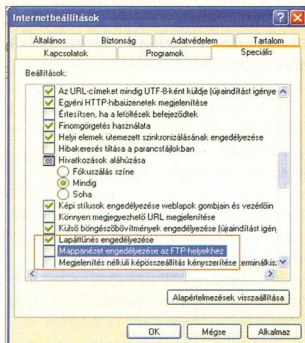 Internetbeállítások
Általános Biztonság Adatvédelem Tartalom
Kapcsolatok Programok Speciális
Beállítások:
Az URL-címeket mindig UTF-8-ként küldje (újraindítást igénye
Egyéni HTTP-hibaüzenetek megjelenítése
Értesítsen, ha a letöltések befejeződtek
Finomgörgetés használata
Helyi elemek ütemezett szinkronizálásának engedélyezése
Hibakeresés tiltása a parancsfájlokban
Hivatkozások aláhúzása
Fókuszálás színe
Mindig
Soha
Képi stílusok engedélyezése weblapok gombjain és vezérlőin
Könnyen megjegyezhető URL megjelenítése
Külső böngészőbővítmények engedélyezése (újraindítást igén
Lapáttűnés engedélyezése
Mappanézet engedélyezése az FTP-helyekhez
Megjelenítés nélküli képösszeállítás kényszerítése erminálkis
Alapértelmezések visszaállítása
OK Mégse Alkalmaz